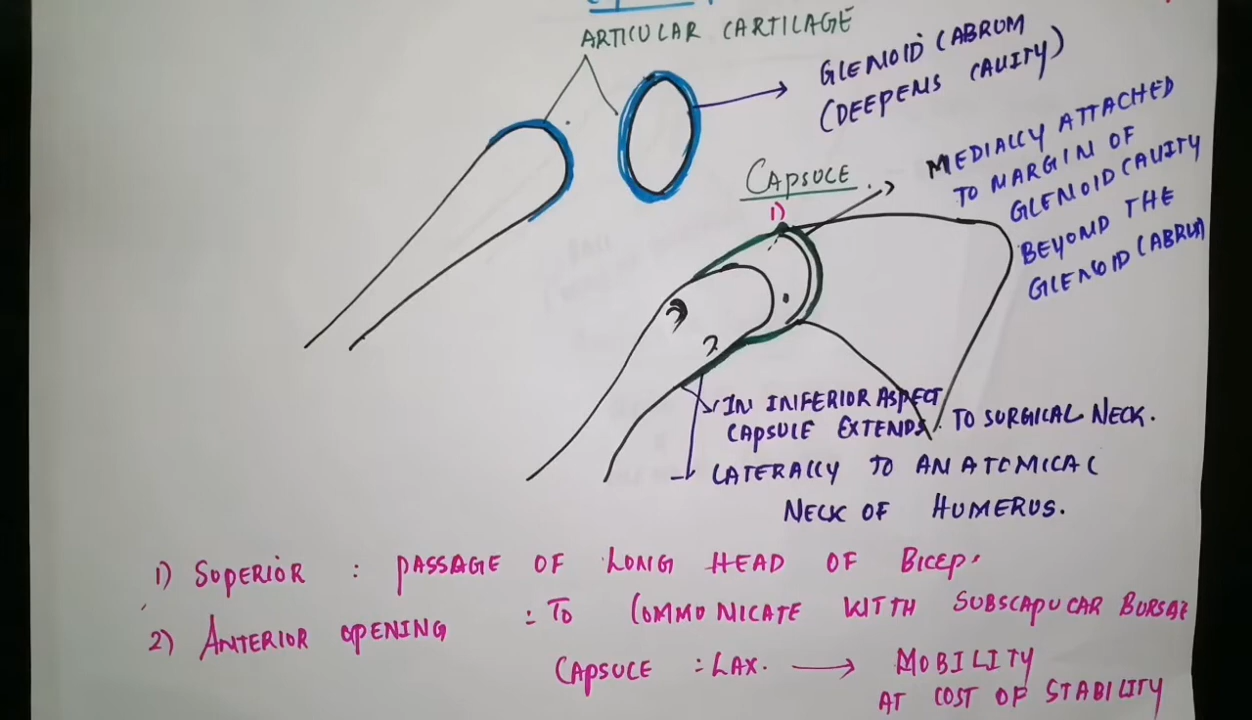 ARTICULAR CARTILAGE
GLENOID LABRUM
(DEEPENS CAVITY)
CAPSULE
MEDIALLY ATTACHED
TO MARGIN OF
GLENOID CAVITY
BEYOND THE
GLENOID LABRUM
1)
IN INFERIOR ASPECT
CAPSULE EXTENDS TO SURGICAL NECK.
LATERALLY TO ANATOMICAL
NECK OF HUMERUS.
1) SUPERIOR : PASSAGE OF LONG HEAD OF BICEP.
2) ANTERIOR OPENING : TO COMMONICATE WITH SUBSCAPULAR BURSAE
CAPSULE : LAX. → MOBILITY
AT COST OF STABILITY